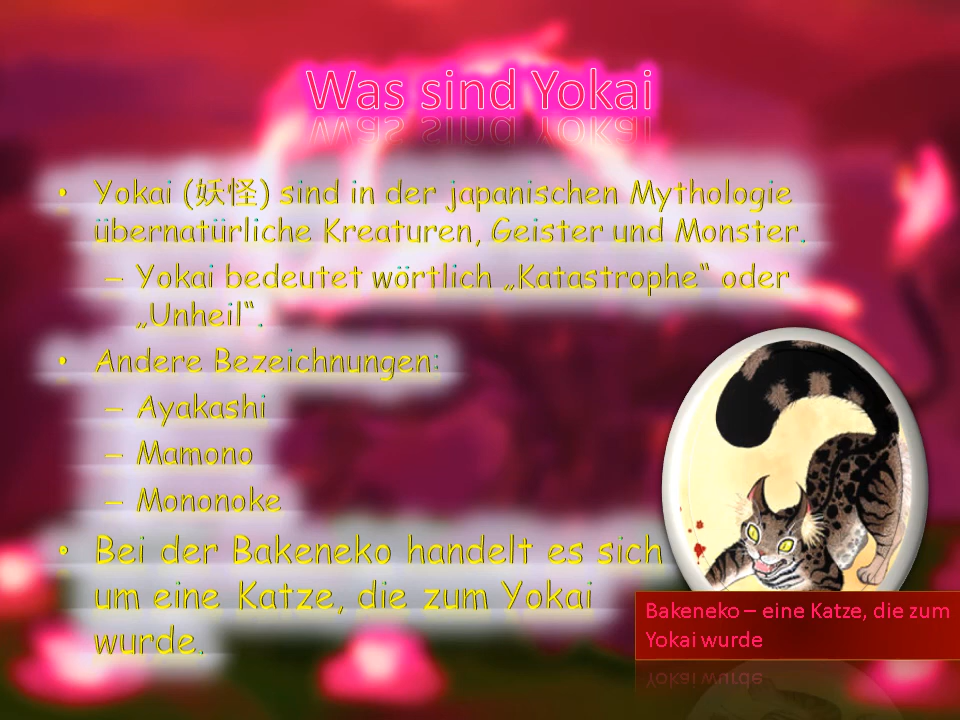 Was sind Yokai
• Yokai (妖怪) sind in der japanischen Mythologie
übernatürliche Kreaturen, Geister und Monster.
– Yokai bedeutet wörtlich „Katastrophe“ oder
„Unheil“.
• Andere Bezeichnungen:
– Ayakashi
– Mamono
– Mononoke
• Bei der Bakeneko handelt es sich
um eine Katze, die zum Yokai
wurde.
Bakeneko – eine Katze, die zum
Yokai wurde